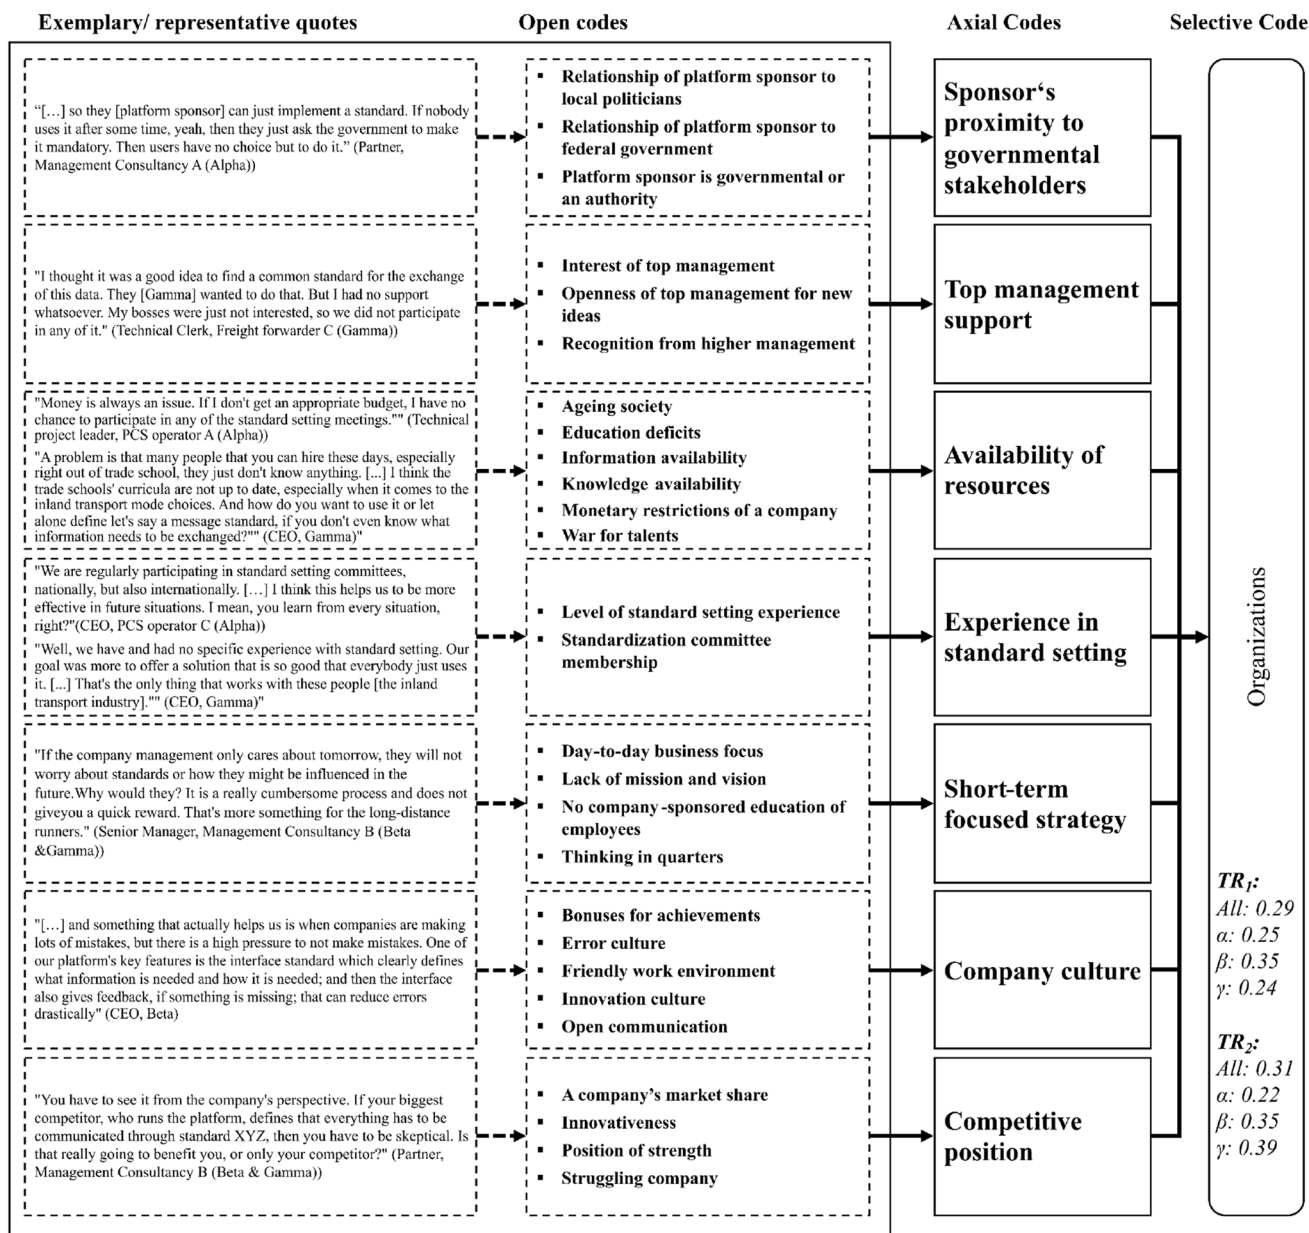 Exemplary/ representative quotes
Open codes
Axial Codes
Selective Code
“[…] so they [platform sponsor] can just implement a standard. If nobody
uses it after some time, yeah, then they just ask the government to make
it mandatory. Then users have no choice but to do it.” (Partner,
Management Consultancy A (Alpha))
▪ Relationship of platform sponsor to
local politicians
▪ Relationship of platform sponsor to
federal government
▪ Platform sponsor is governmental or
an authority
Sponsor‘s
proximity to
governmental
stakeholders
"I thought it was a good idea to find a common standard for the exchange
of this data. They [Gamma] wanted to do that. But I had no support
whatsoever. My bosses were just not interested, so we did not participate
in any of it." (Technical Clerk, Freight forwarder C (Gamma))
▪ Interest of top management
▪ Openness of top management for new
ideas
▪ Recognition from higher management
Top management
support
"Money is always an issue. If I don't get an appropriate budget, I have no
chance to participate in any of the standard setting meetings."" (Technical
project leader, PCS operator A (Alpha))
"A problem is that many people that you can hire these days, especially
right out of trade school, they just don't know anything. [...] I think the
trade schools' curricula are not up to date, especially when it comes to the
inland transport mode choices. And how do you want to use it or let
alone define let's say a message standard, if you don't even know what
information needs to be exchanged?"" (CEO, Gamma)"
▪ Ageing society
▪ Education deficits
▪ Information availability
▪ Knowledge availability
▪ Monetary restrictions of a company
▪ War for talents
Availability of
resources
"We are regularly participating in standard setting committees,
nationally, but also internationally. […] I think this helps us to be more
effective in future situations. I mean, you learn from every situation,
right?"(CEO, PCS operator C (Alpha))
"Well, we have and had no specific experience with standard setting. Our
goal was more to offer a solution that is so good that everybody just uses
it. [...] That's the only thing that works with these people [the inland
transport industry]."" (CEO, Gamma)"
▪ Level of standard setting experience
▪ Standardization committee
membership
Experience in
standard setting
"If the company management only cares about tomorrow, they will not
worry about standards or how they might be influenced in the
future.Why would they? It is a really cumbersome process and does not
giveyou a quick reward. That's more something for the long-distance
runners." (Senior Manager, Management Consultancy B (Beta
&Gamma))
▪ Day-to-day business focus
▪ Lack of mission and vision
▪ No company-sponsored education of
employees
▪ Thinking in quarters
Short-term
focused strategy
"[…] and something that actually helps us is when companies are making
lots of mistakes, but there is a high pressure to not make mistakes. One of
our platform's key features is the interface standard which clearly defines
what information is needed and how it is needed; and then the interface
also gives feedback, if something is missing; that can reduce errors
drastically" (CEO, Beta)
▪ Bonuses for achievements
▪ Error culture
▪ Friendly work environment
▪ Innovation culture
▪ Open communication
Company culture
"You have to see it from the company's perspective. If your biggest
competitor, who runs the platform, defines that everything has to be
communicated through standard XYZ, then you have to be skeptical. Is
that really going to benefit you, or only your competitor?" (Partner,
Management Consultancy B (Beta & Gamma))
▪ A company’s market share
▪ Innovativeness
▪ Position of strength
▪ Struggling company
Competitive
position
Organizations
TR1:
All: 0.29
α: 0.25
β: 0.35
γ: 0.24
TR2:
All: 0.31
α: 0.22
β: 0.35
γ: 0.39